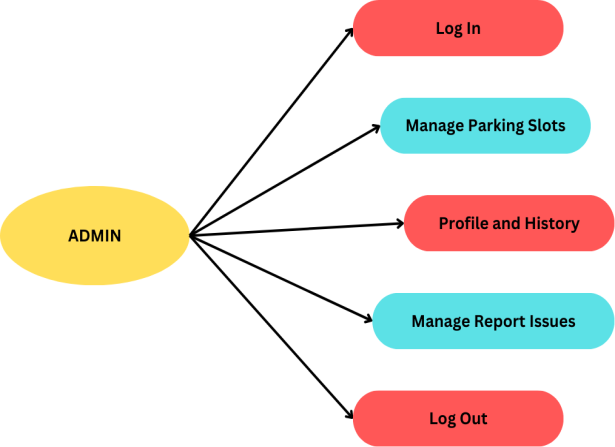 Log In
Manage Parking Slots
ADMIN
Profile and History
Manage Report Issues
Log Out